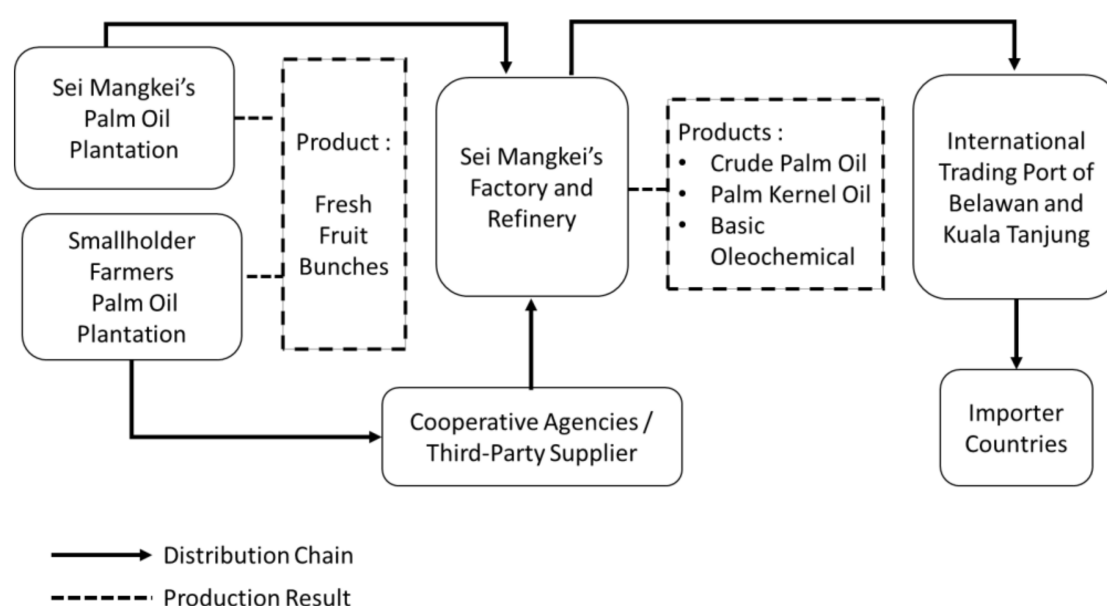 Sei Mangkei's
Palm Oil
Plantation
Smallholder
Farmers
Palm Oil
Plantation
Product :
Fresh
Fruit
Bunches
Cooperative Agencies /
Third-Party Supplier
Sei Mangkei's
Factory and
Refinery
Products :
• Crude Palm Oil
• Palm Kernel Oil
• Basic
Oleochemical
International
Trading Port of
Belawan and
Kuala Tanjung
Importer
Countries
Distribution Chain
Production Result